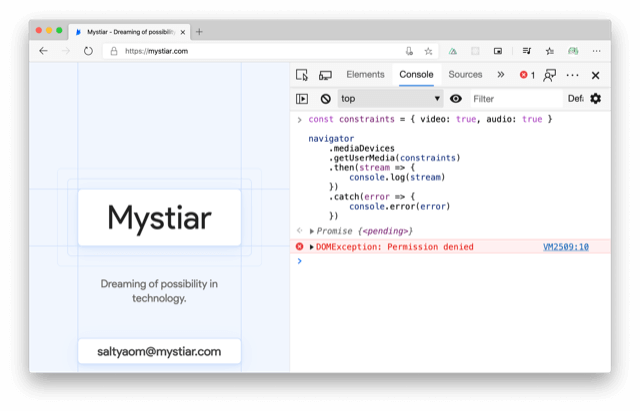 Mystiar - Dreaming of possibility
https://mystiar.com
Elements Console Sources
1
top
Filter
const constraints = { video: true, audio: true }
navigator
.mediaDevices
.getUserMedia(constraints)
.then(stream => {
console.log(stream)
})
.catch(error => {
console.error(error)
})
Promise {<pending>}
DOMException: Permission denied VM2509:10
Mystiar
Dreaming of possibility in
technology.
saltyaom@mystiar.com